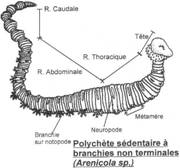 R. Caudale
Tête
R. Thoracique
R. Abdominale
Métamère
Neuropode
Branchie
sur notopode
Polychète sédentaire à
branchies non terminales
(Arenicola sp.)